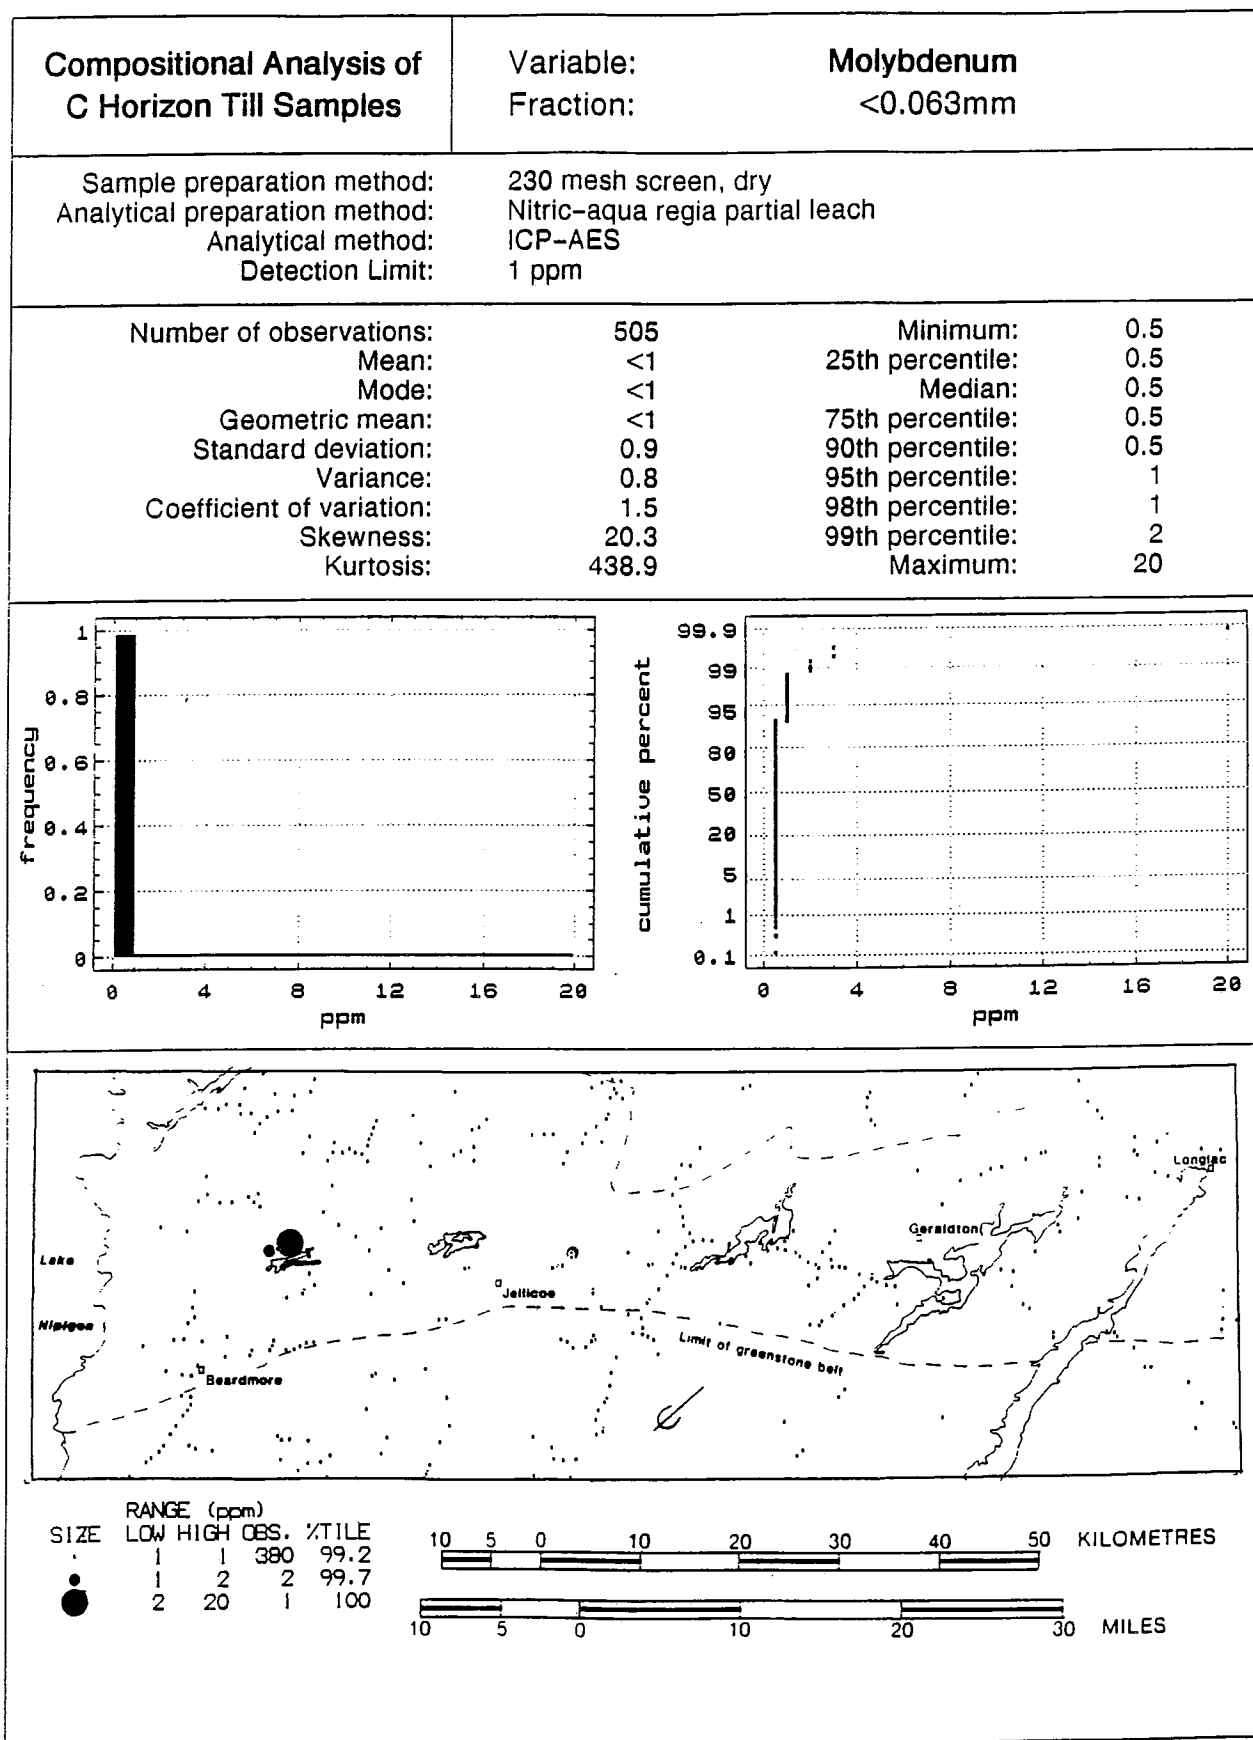 Compositional Analysis of
C Horizon Till Samples
Variable: Molybdenum
Fraction: <0.063mm
Sample preparation method: 230 mesh screen, dry
Analytical preparation method: Nitric-aqua regia partial leach
Analytical method: ICP-AES
Detection Limit: 1 ppm
Number of observations: 505 Minimum: 0.5
Mean: <1 25th percentile: 0.5
Mode: <1 Median: 0.5
Geometric mean: <1 75th percentile: 0.5
Standard deviation: 0.9 90th percentile: 0.5
Variance: 0.8 95th percentile: 1
Coefficient of variation: 1.5 98th percentile: 1
Skewness: 20.3 99th percentile: 2
Kurtosis: 438.9 Maximum: 20
frequency
1
0.8
0.6
0.4
0.2
0
0 4 8 12 16 20
ppm
cumulative percent
99.9
99
95
80
50
20
5
1
0.1
0 4 8 12 16 20
ppm
Longlac
Geraldton
Lake
Nipigon
Jellicoe
Limit of greenstone belt
Beardmore
RANGE (ppm)
SIZE LOW HIGH OBS. %TILE
1 1 380 99.2
1 2 2 99.7
2 20 1 100
10 5 0 10 20 30 40 50 KILOMETRES
10 5 0 10 20 30 MILES